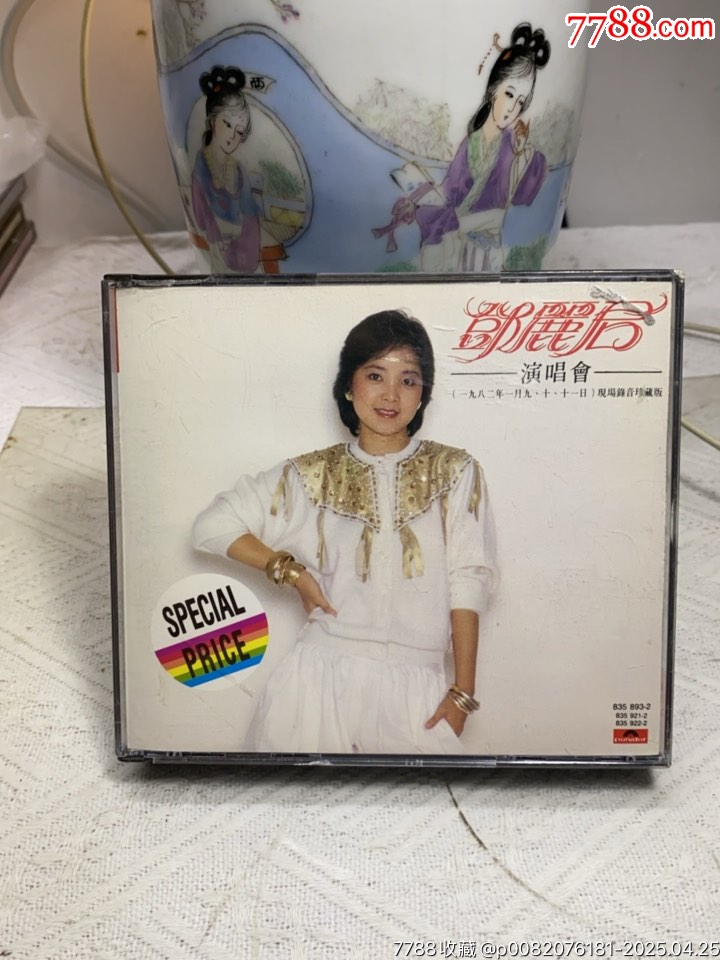 7788.com
鄧麗君
演唱會
(一九八二年一月九、十、十一日)現場錄音珍藏版
SPECIAL
PRICE
835 893-2
835 921-2
835 922-2
7788收藏@p0082076181-2025.04.25